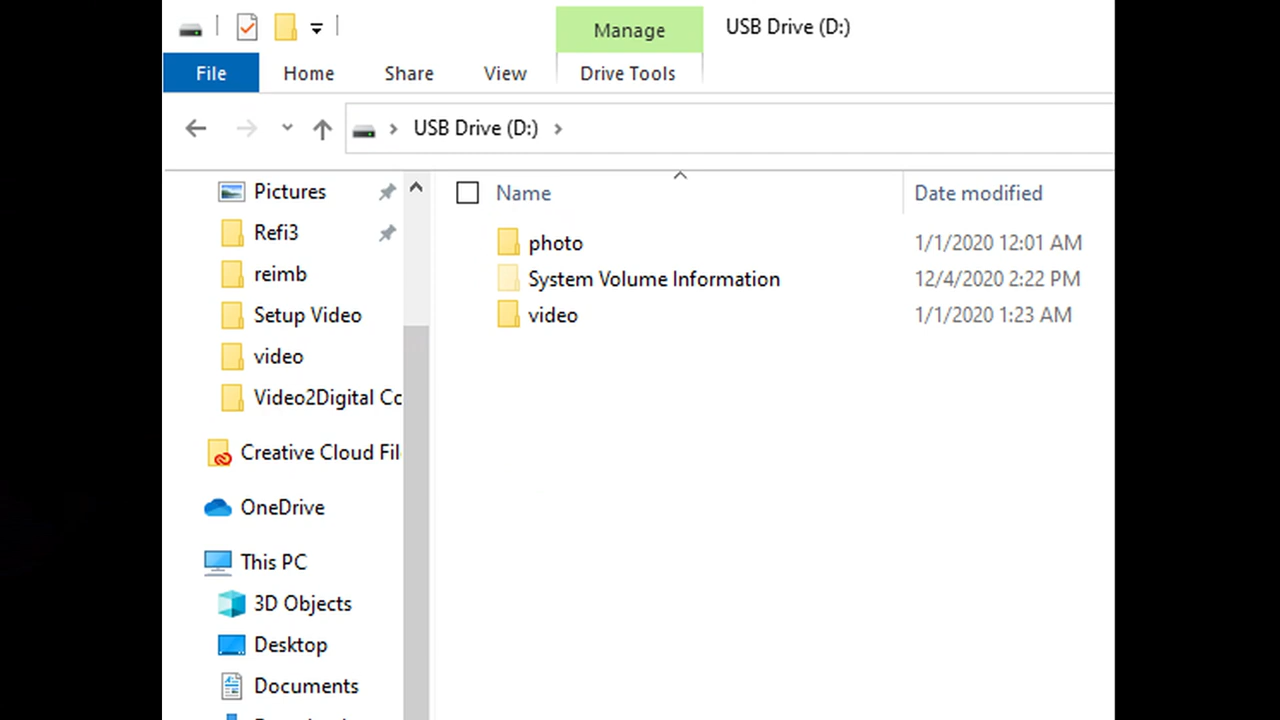 Manage
USB Drive (D:)
File
Home
Share
View
Drive Tools
USB Drive (D:)
Pictures
Refi3
reimb
Setup Video
video
Video2Digital Cc
Creative Cloud Fil
OneDrive
This PC
3D Objects
Desktop
Documents
Name
Date modified
photo
1/1/2020 12:01 AM
System Volume Information
12/4/2020 2:22 PM
video
1/1/2020 1:23 AM